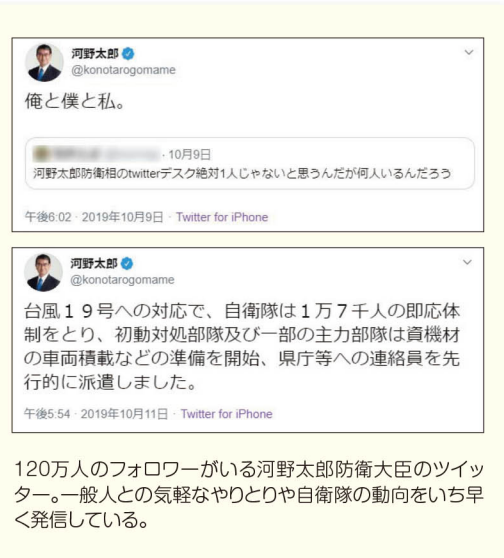 河野太郎
@konotarogomame
俺と僕と私。
· 10月9日
河野太郎防衛相のtwitterデスク絶対1人じゃないと思うんだが何人いるんだろう
午後6:02 · 2019年10月9日 · Twitter for iPhone
河野太郎
@konotarogomame
台風19号への対応で、自衛隊は1万7千人の即応体
制をとり、初動対処部隊及び一部の主力部隊は資機材
の車両積載などの準備を開始、県庁等への連絡員を先
行的に派遣しました。
午後5:54 · 2019年10月11日 · Twitter for iPhone
120万人のフォロワーがいる河野太郎防衛大臣のツイッ
ター。一般人との気軽なやりとりや自衛隊の動向をいち早
く発信している。